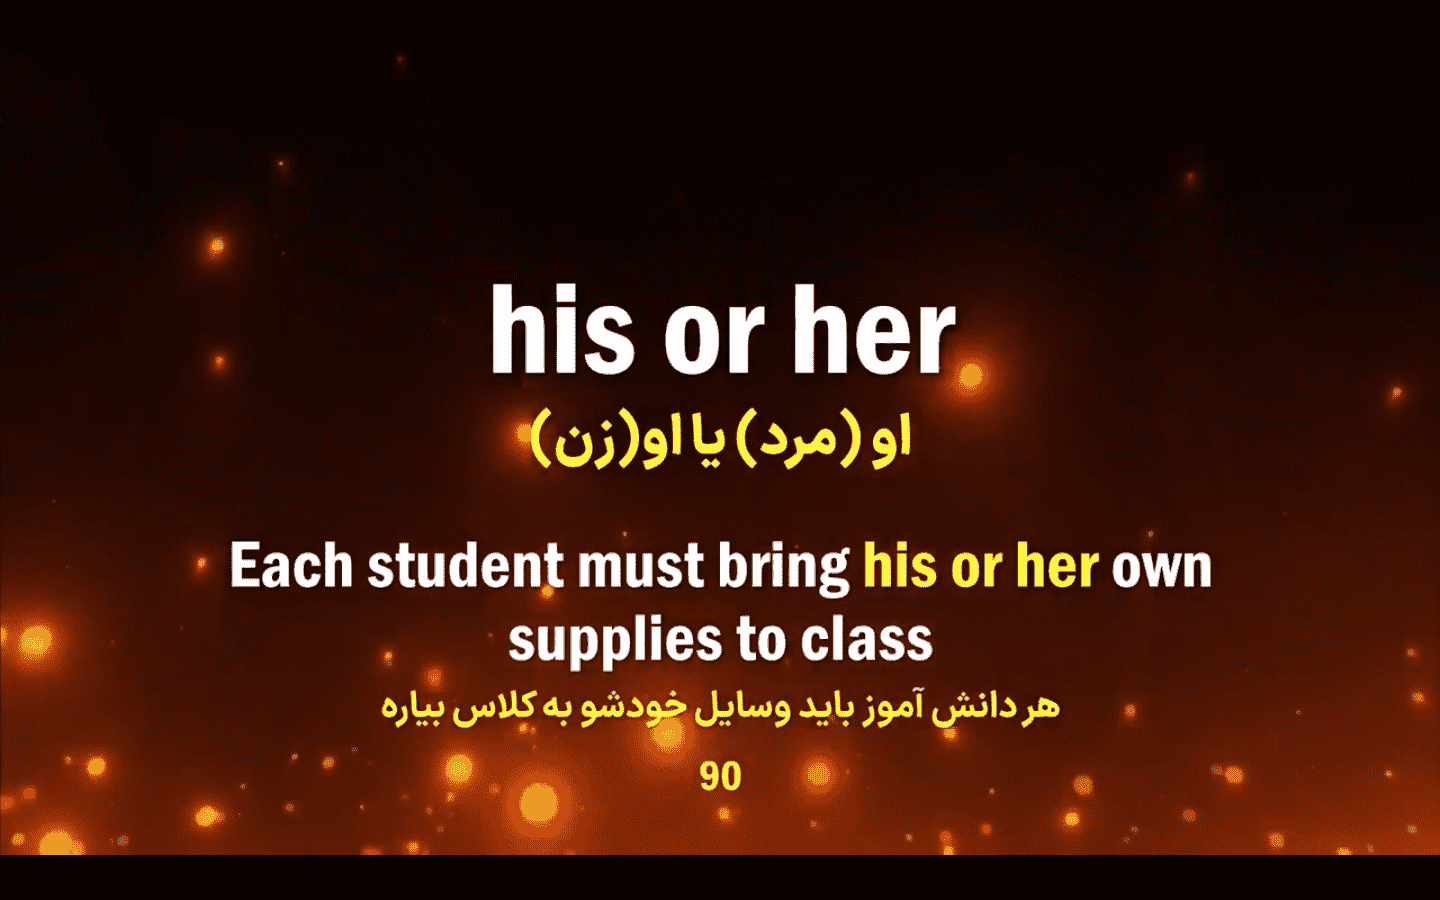 his or her
او (مرد) یا او(زن)
Each student must bring his or her own
supplies to class
هر دانش آموز باید وسایل خودشو به کلاس بیاره
90